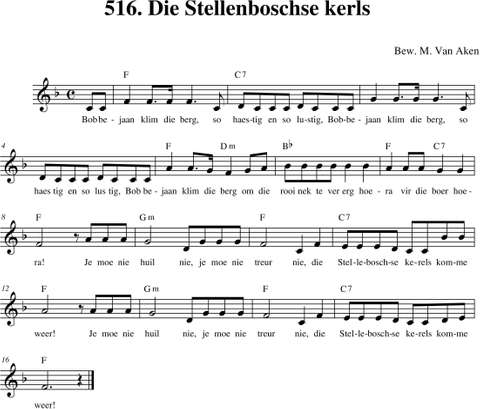 516. Die Stellenboschse kerls
Bew. M. Van Aken
F C7
Bob be - jaan klim die berg, so haes-tig en so lu-stig, Bob-be-jaan klim die berg, so
4 F Dm Bb F C7
haes tig en so lus tig, Bob be - jaan klim die berg om die rooi nek te ver erg hoe - ra vir die boer hoe -
8 F Gm F C7
ra! Je moe nie huil nie, je moe nie treur nie, die Stel-le-bosch-se ke-rels kom-me
12 F Gm F C7
weer! Je moe nie huil nie, je moe nie treur nie, die Stel-le-bosch-se ke-rels kom-me
16 F
weer!